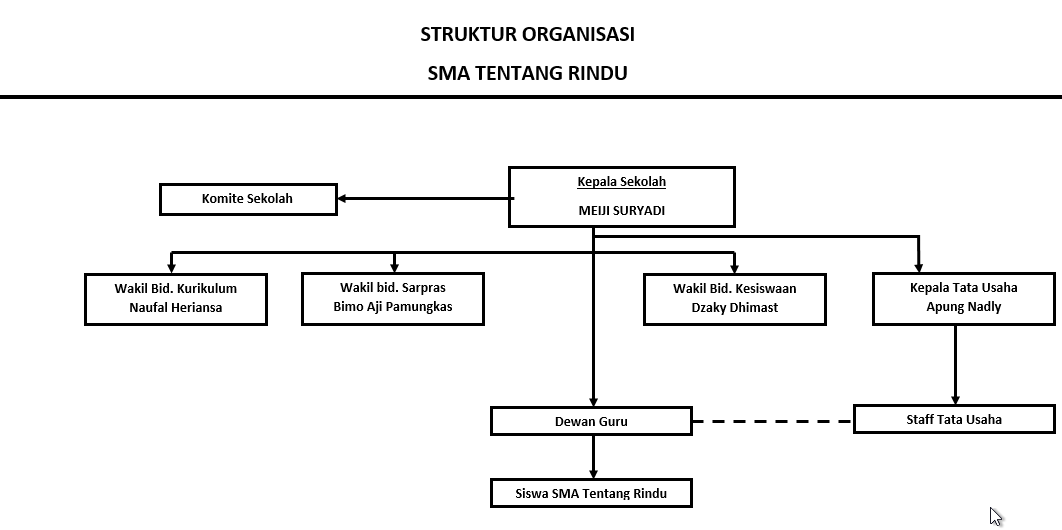 STRUKTUR ORGANISASI
SMA TENTANG RINDU
Kepala Sekolah
MEIJI SURYADI
Komite Sekolah
Wakil Bid. Kurikulum
Naufal Heriansa
Wakil bid. Sarpras
Bimo Aji Pamungkas
Wakil Bid. Kesiswaan
Dzaky Dhimast
Kepala Tata Usaha
Apung Nadly
Dewan Guru
Staff Tata Usaha
Siswa SMA Tentang Rindu